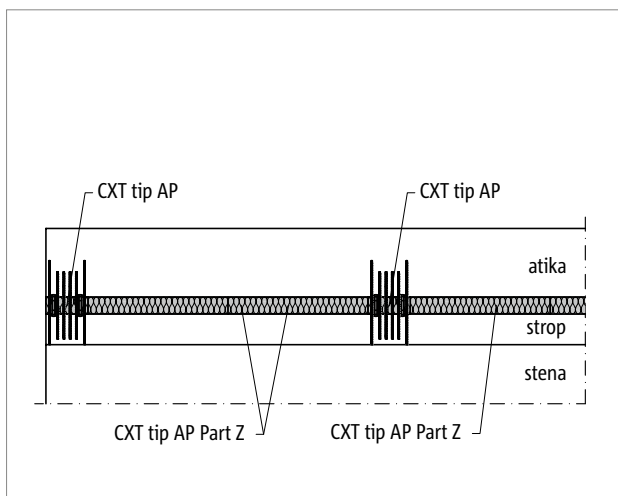 CXT tip AP
CXT tip AP
atika
strop
stena
CXT tip AP Part Z
CXT tip AP Part Z